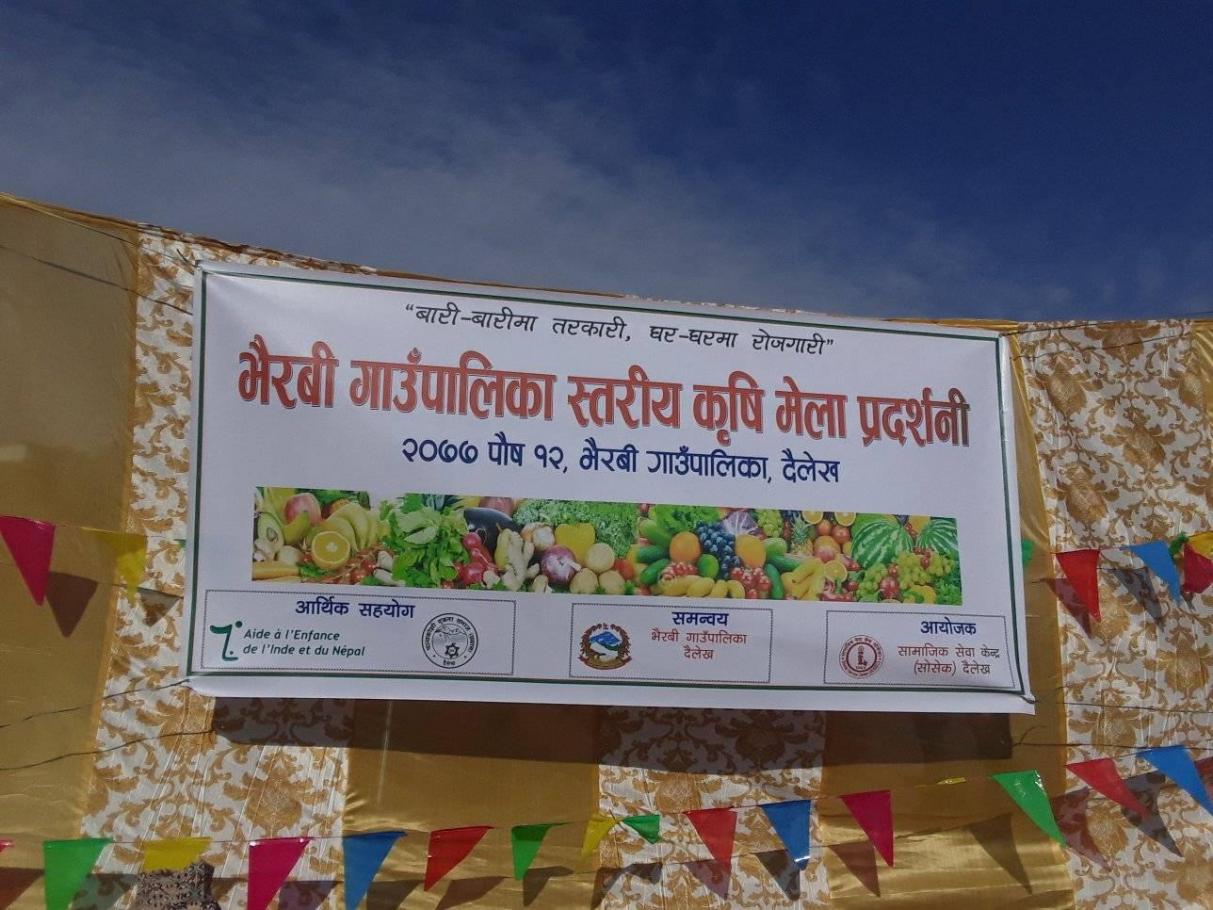 “बारी-बारीमा तरकारी, घर-घरमा रोजगारी”
भैरबी गाउँपालिका स्तरीय कृषि मेला प्रदर्शनी
२०७७ पौष १२, भैरबी गाउँपालिका, दैलेख
आर्थिक सहयोग
Aide à l'Enfance
de l'Inde et du Népal
समन्वय
भैरबी गाउँपालिका
दैलेख
आयोजक
सामाजिक सेवा केन्द्र
(सोसेक) दैलेख